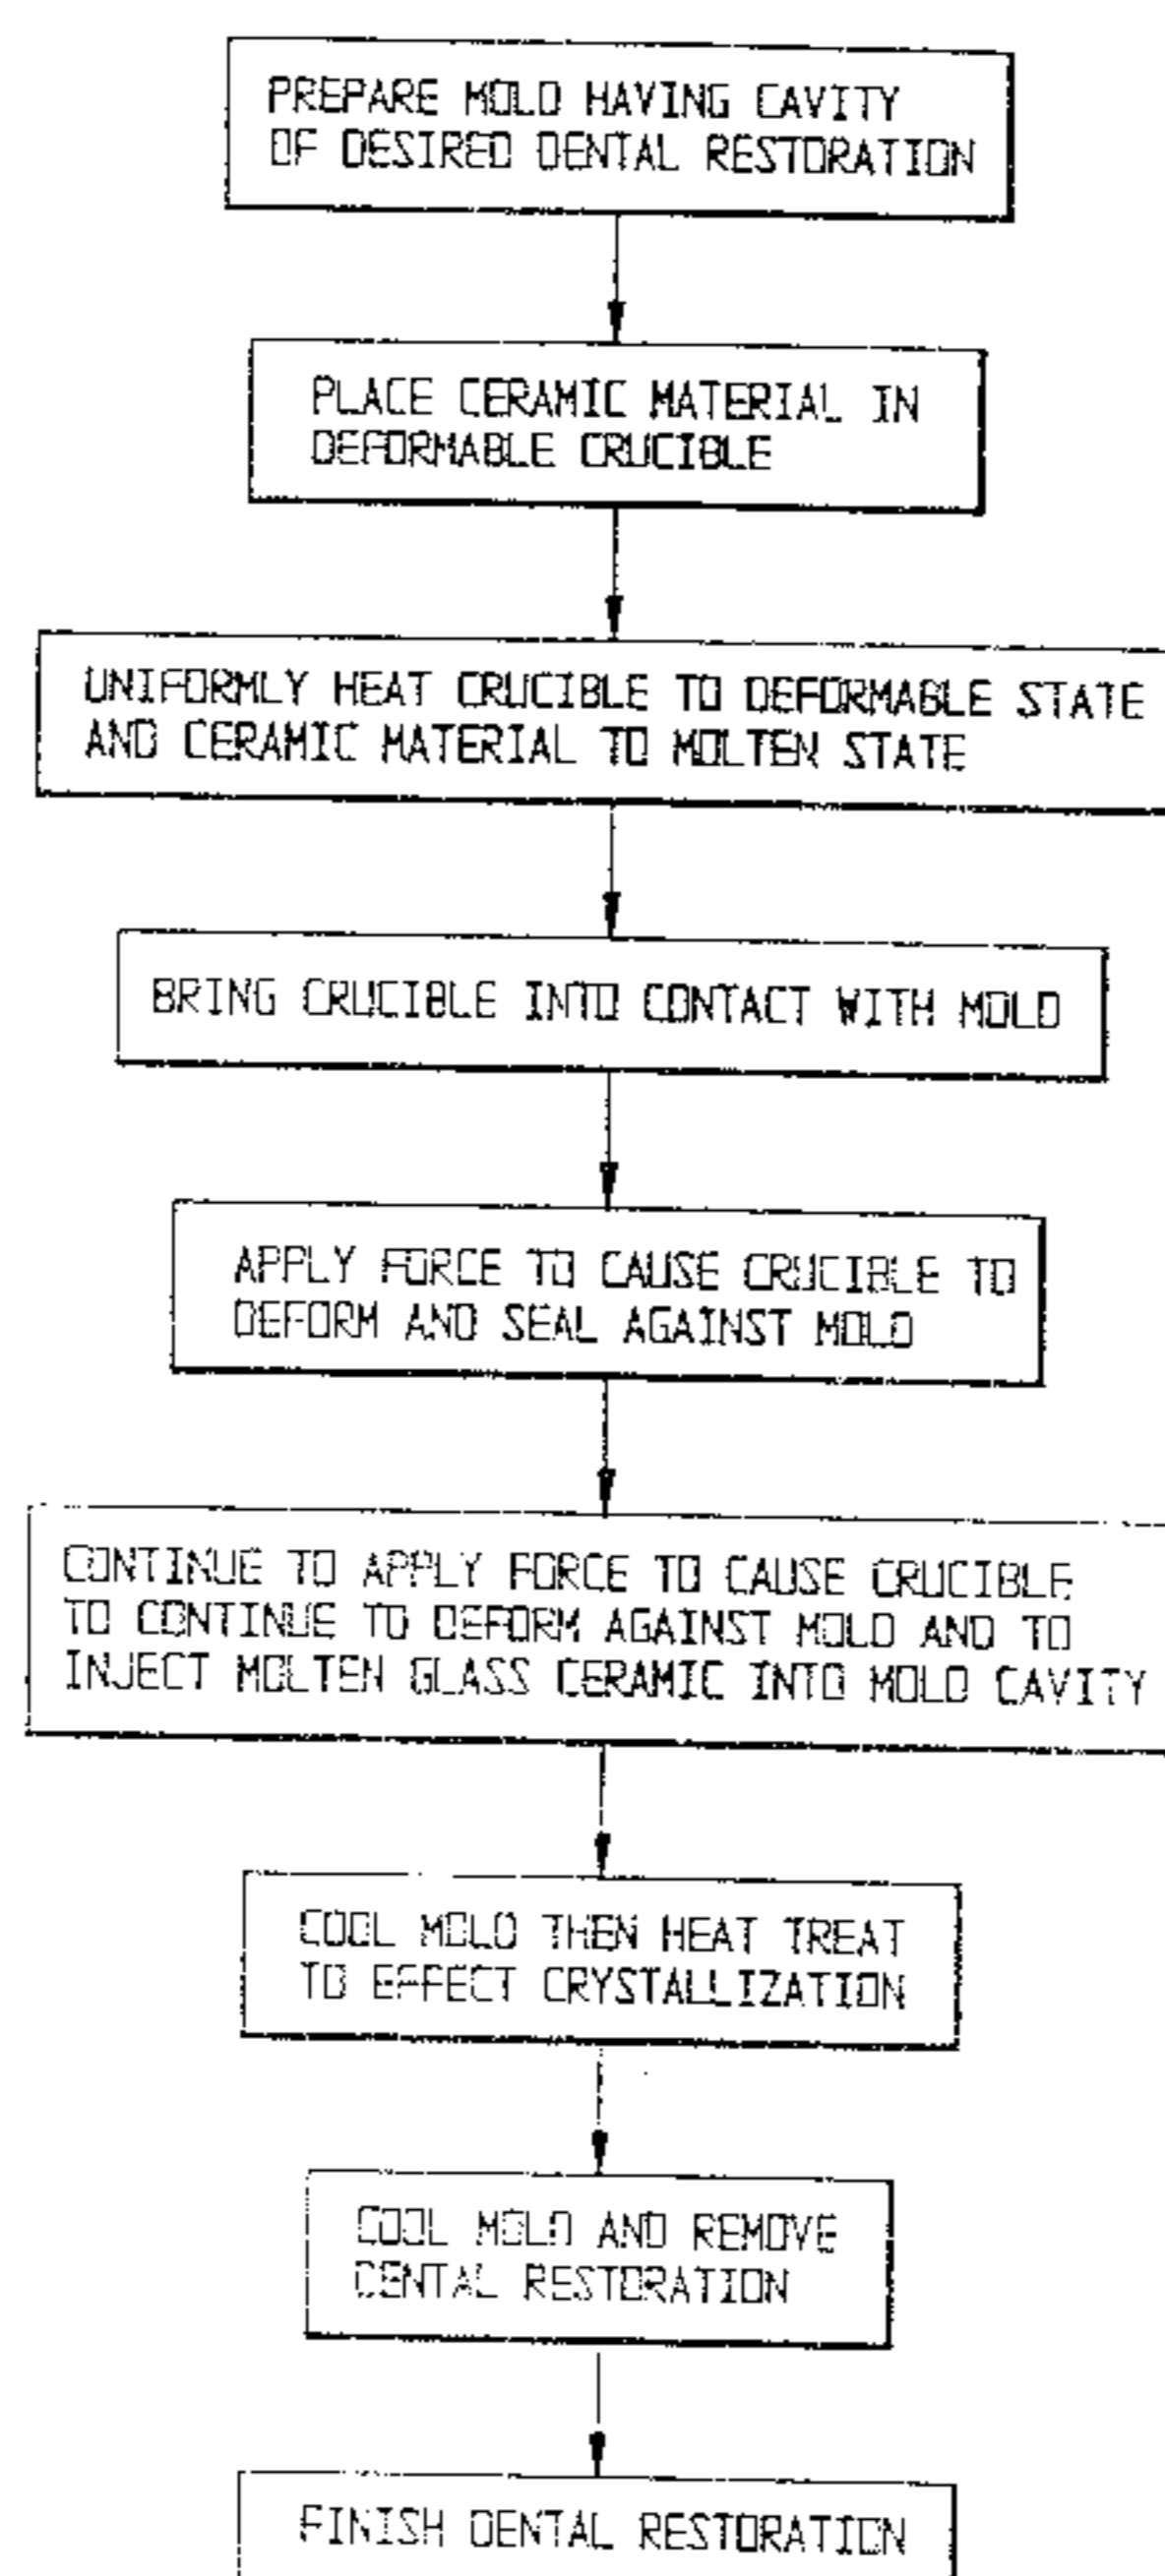 PREPARE MOLD HAVING CAVITY
OF DESIRED DENTAL RESTORATION
PLACE CERAMIC MATERIAL IN
DEFORMABLE CRUCIBLE
UNIFORMLY HEAT CRUCIBLE TO DEFORMABLE STATE
AND CERAMIC MATERIAL TO MOLTEN STATE
BRING CRUCIBLE INTO CONTACT WITH MOLD
APPLY FORCE TO CAUSE CRUCIBLE TO
DEFORM AND SEAL AGAINST MOLD
CONTINUE TO APPLY FORCE TO CAUSE CRUCIBLE
TO CONTINUE TO DEFORM AGAINST MOLD AND TO
INJECT MOLTEN GLASS CERAMIC INTO MOLD CAVITY
COOL MOLD THEN HEAT TREAT
TO EFFECT CRYSTALLIZATION
COOL MOLD AND REMOVE
DENTAL RESTORATION
FINISH DENTAL RESTORATION